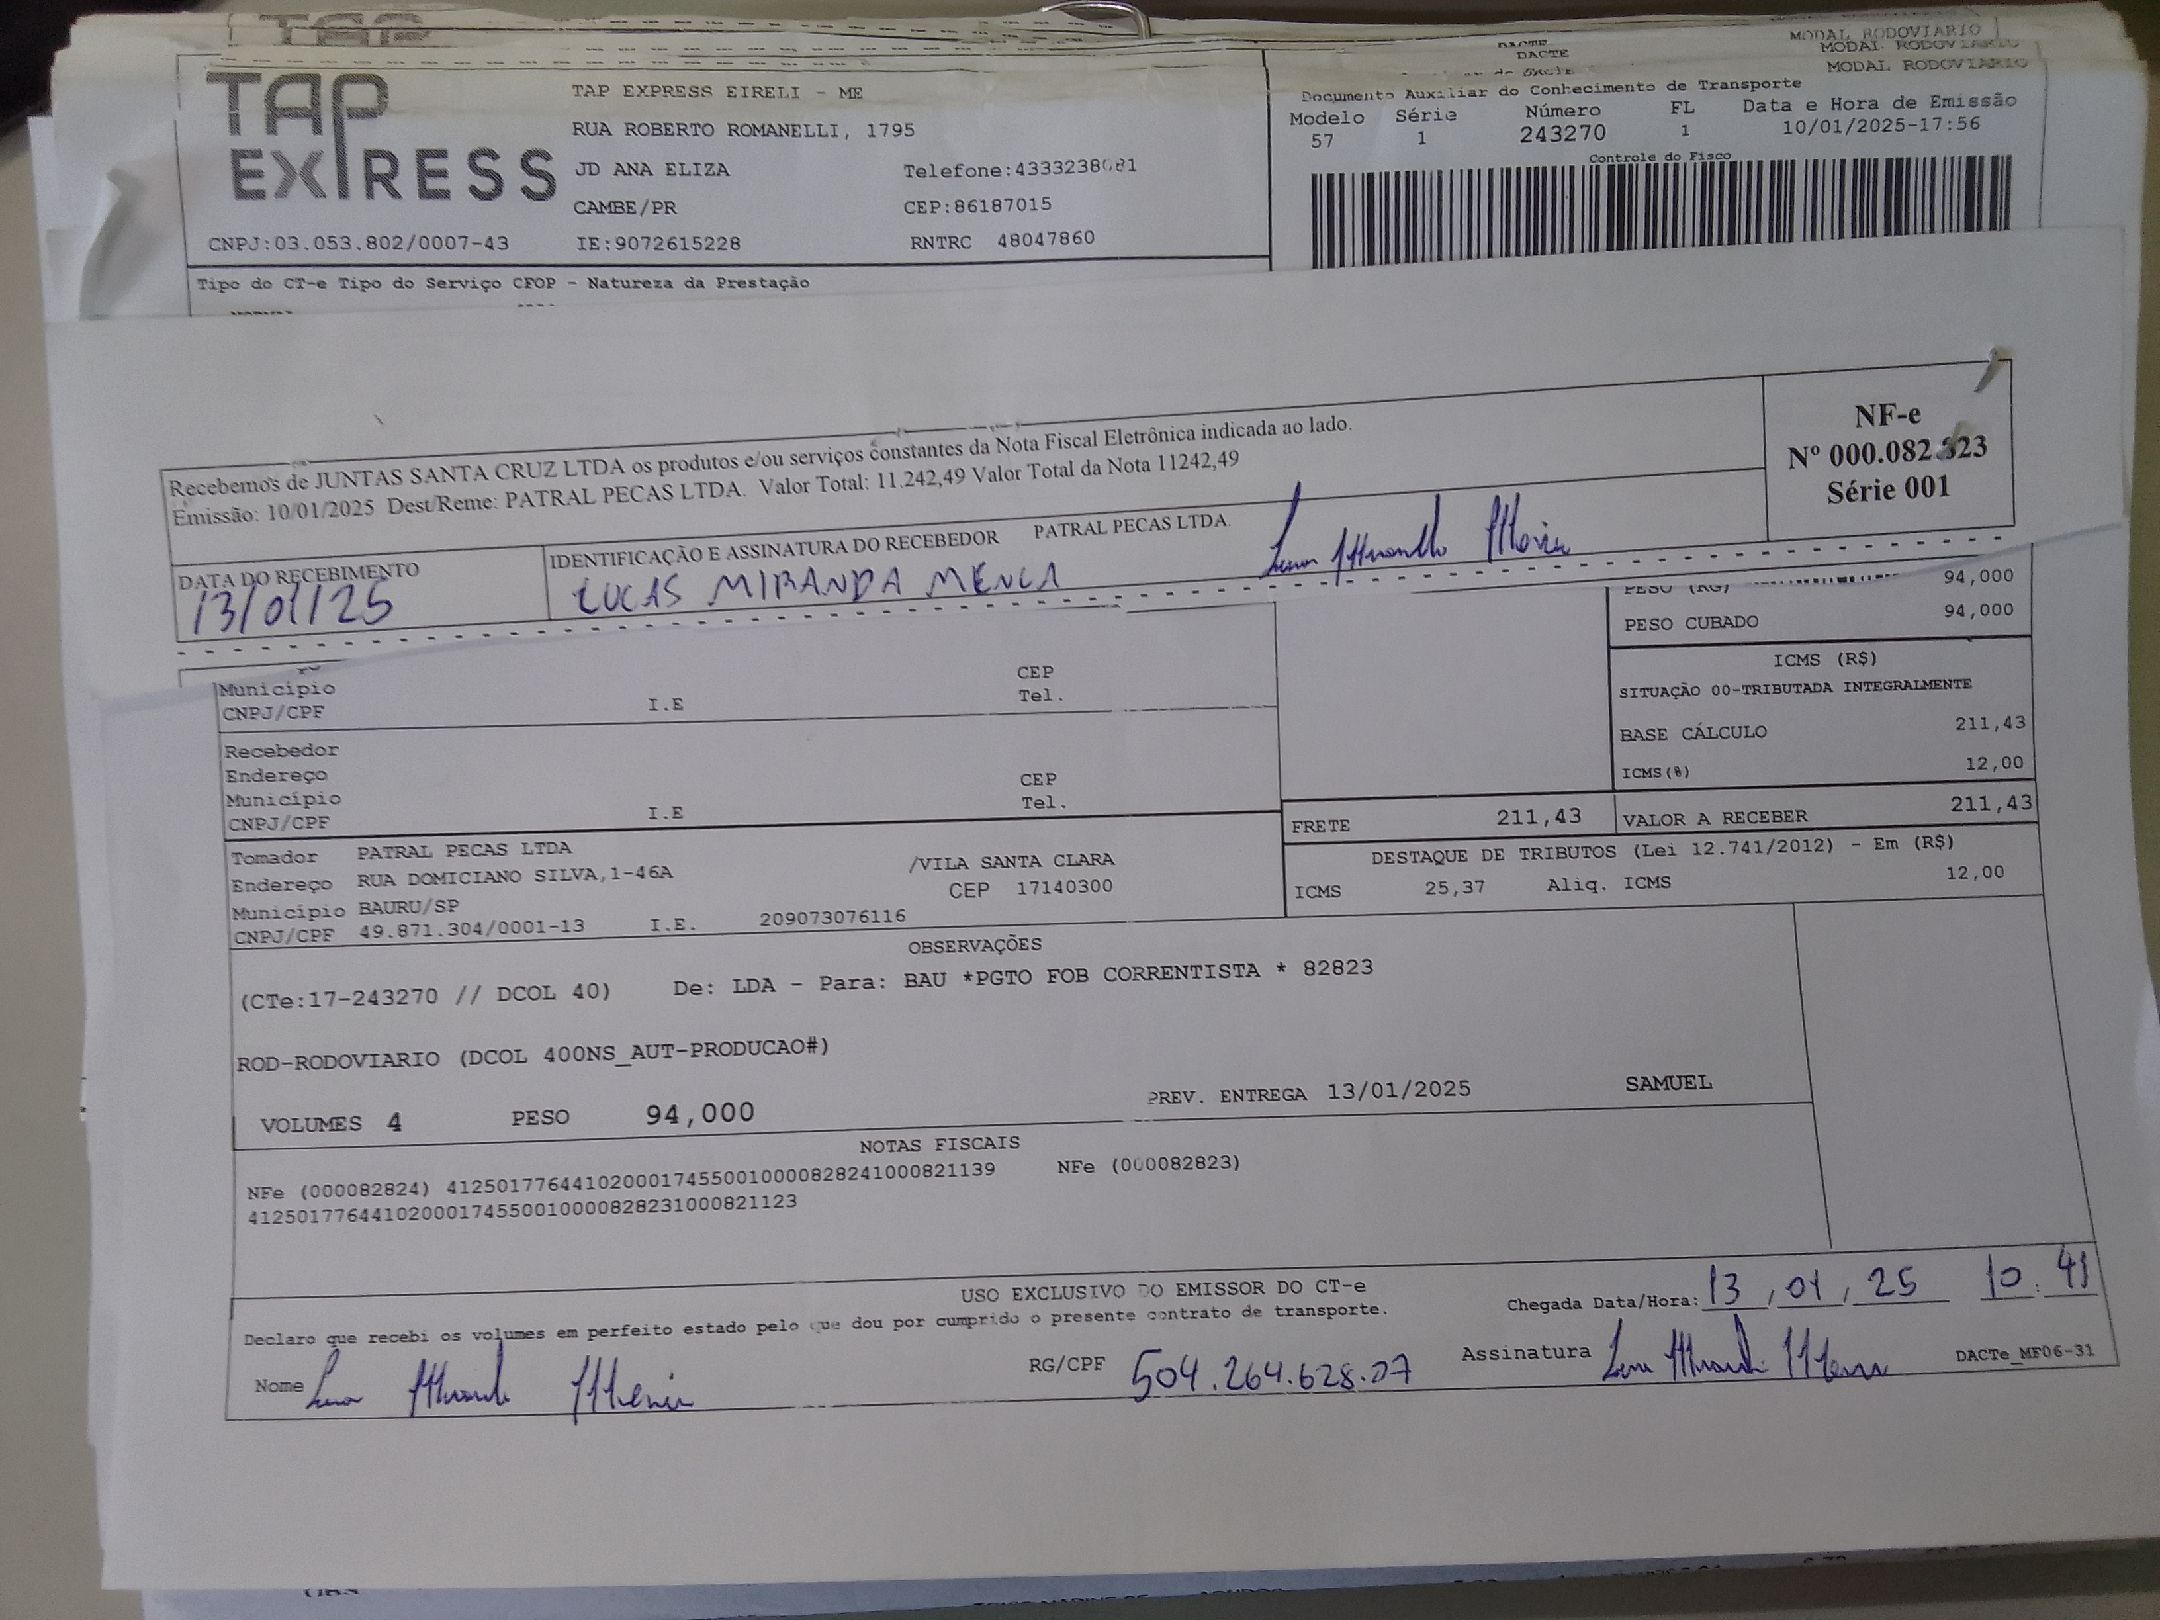 TAP
EXPRESS
TAP EXPRESS EIRELI - ME
RUA ROBERTO ROMANELLI, 1795
JD ANA ELIZA Telefone:4333238081
CAMBE/PR CEP:86187015
CNPJ:03.053.802/0007-43 IE:9072615228 RNTRC 48047860
MODAL RODOVIARIO
DACTE
MODAL RODOVIARIO
DACTE
MODAL RODOVIARIO
Documento Auxiliar do Conhecimento de Transporte
Modelo Série Número FL Data e Hora de Emissão
57 1 243270 1 10/01/2025-17:56
Controle do Fisco
Tipo do CT-e Tipo do Serviço CFOP - Natureza da Prestação
Recebemos de JUNTAS SANTA CRUZ LTDA os produtos e/ou serviços constantes da Nota Fiscal Eletrônica indicada ao lado.
Emissão: 10/01/2025 Dest/Reme: PATRAL PECAS LTDA. Valor Total: 11.242,49 Valor Total da Nota 11242,49
NF-e
Nº 000.082.823
Série 001
DATA DO RECEBIMENTO
13/01/25
IDENTIFICAÇÃO E ASSINATURA DO RECEBEDOR PATRAL PECAS LTDA.
LUCAS MIRANDA
PESO (RG) 94,000
PESO CUBADO 94,000
ICMS (R$)
SITUAÇÃO 00-TRIBUTADA INTEGRALMENTE
BASE CÁLCULO 211,43
ICMS(%) 12,00
Município CEP
CNPJ/CPF I.E Tel.
Recebedor
Endereço
Município CEP
CNPJ/CPF I.E Tel.
FRETE 211,43 VALOR A RECEBER 211,43
Tomador PATRAL PECAS LTDA
Endereço RUA DOMICIANO SILVA,1-46A /VILA SANTA CLARA
Município BAURU/SP CEP 17140300
CNPJ/CPF 49.871.304/0001-13 I.E. 209073076116
DESTAQUE DE TRIBUTOS (Lei 12.741/2012) - Em (R$)
ICMS 25,37 Aliq. ICMS 12,00
OBSERVAÇÕES
(CTe:17-243270 // DCOL 40) De: LDA - Para: BAU *PGTO FOB CORRENTISTA * 82823
ROD-RODOVIARIO (DCOL 400NS_AUT-PRODUCAO#)
VOLUMES 4 PESO 94,000 PREV. ENTREGA 13/01/2025 SAMUEL
NOTAS FISCAIS
NFe (000082824) 41250177644102000174550010000828241000821139 NFe (000082823)
41250177644102000174550010000828231000821123
USO EXCLUSIVO DO EMISSOR DO CT-e
Declaro que recebi os volumes em perfeito estado pelo que dou por cumprido o presente contrato de transporte.
Chegada Data/Hora: 13,01,25 10:41
Nome RG/CPF 504.264.628.07 Assinatura DACTe_MF06-31